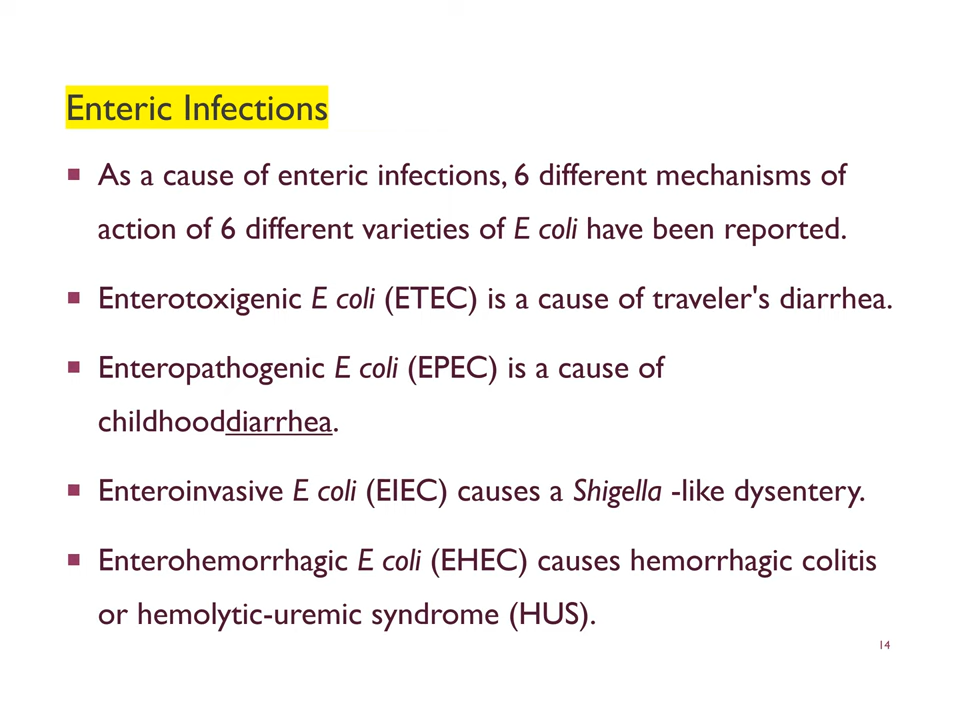 Enteric Infections
As a cause of enteric infections, 6 different mechanisms of
action of 6 different varieties of E coli have been reported.
Enterotoxigenic E coli (ETEC) is a cause of traveler's diarrhea.
Enteropathogenic E coli (EPEC) is a cause of
childhooddiarrhea.
Enteroinvasive E coli (EIEC) causes a Shigella -like dysentery.
Enterohemorrhagic E coli (EHEC) causes hemorrhagic colitis
or hemolytic-uremic syndrome (HUS).
14